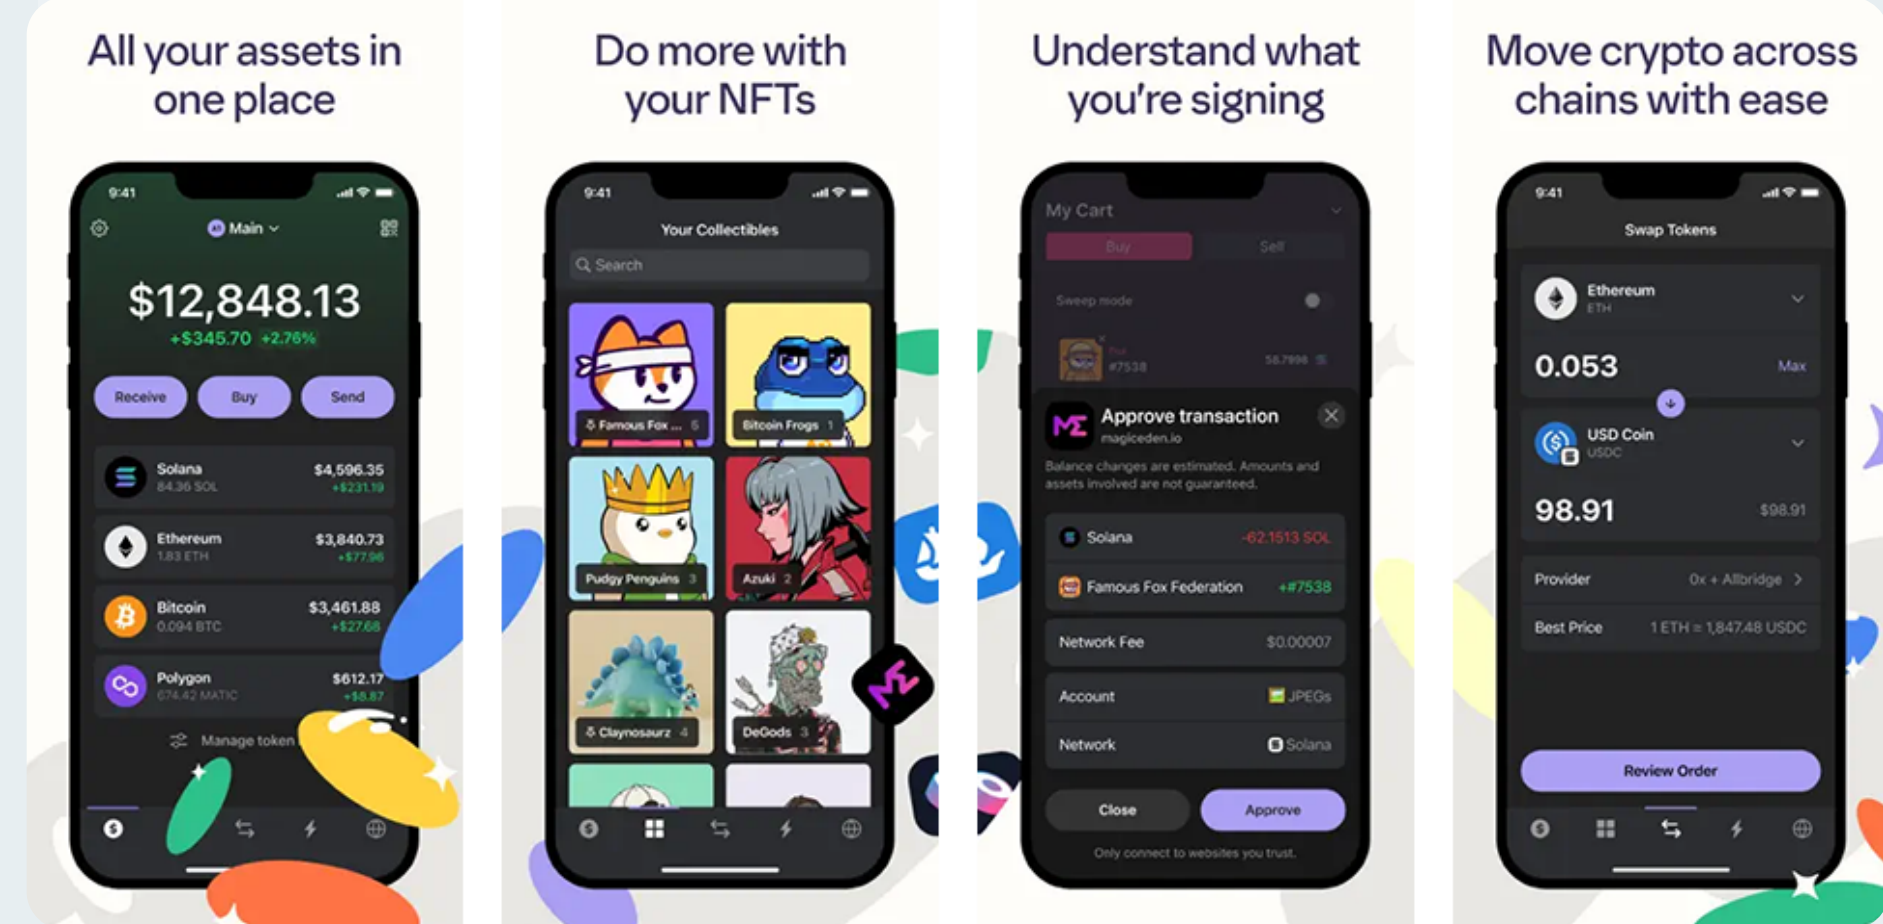 All your assets in
one place
9:41
Main
$12,848.13
+$345.70 +2.76%
Receive
Buy
Send
Solana
$4,596.35
84.36 SOL
+$231.19
Ethereum
$3,840.73
1.83 ETH
+$77.96
Bitcoin
$3,461.88
0.094 BTC
+$27.68
Polygon
$612.17
674.42 MATIC
+$8.87
Manage token
Do more with
your NFTs
9:41
Your Collectibles
Search
Famous Fox ... 5
Bitcoin Frogs 1
Pudgy Penguins 3
Azuki 2
Claynosaurz 4
DeGods 3
Understand what
you're signing
My Cart
Buy
Sell
Sweep mode
#7538
58.7998
Approve transaction
magiceden.io
Balance changes are estimated. Amounts and
assets involved are not guaranteed.
Solana
-62.1513 SOL
Famous Fox Federation
+#7538
Network Fee
$0.00007
Account
JPEGs
Network
Solana
Close
Approve
Only connect to websites you trust.
Move crypto across
chains with ease
9:41
Swap Tokens
Ethereum
ETH
0.053
Max
USD Coin
USDC
98.91
$98.91
Provider
0x + Allbridge
Best Price
1 ETH = 1,847.48 USDC
Review Order